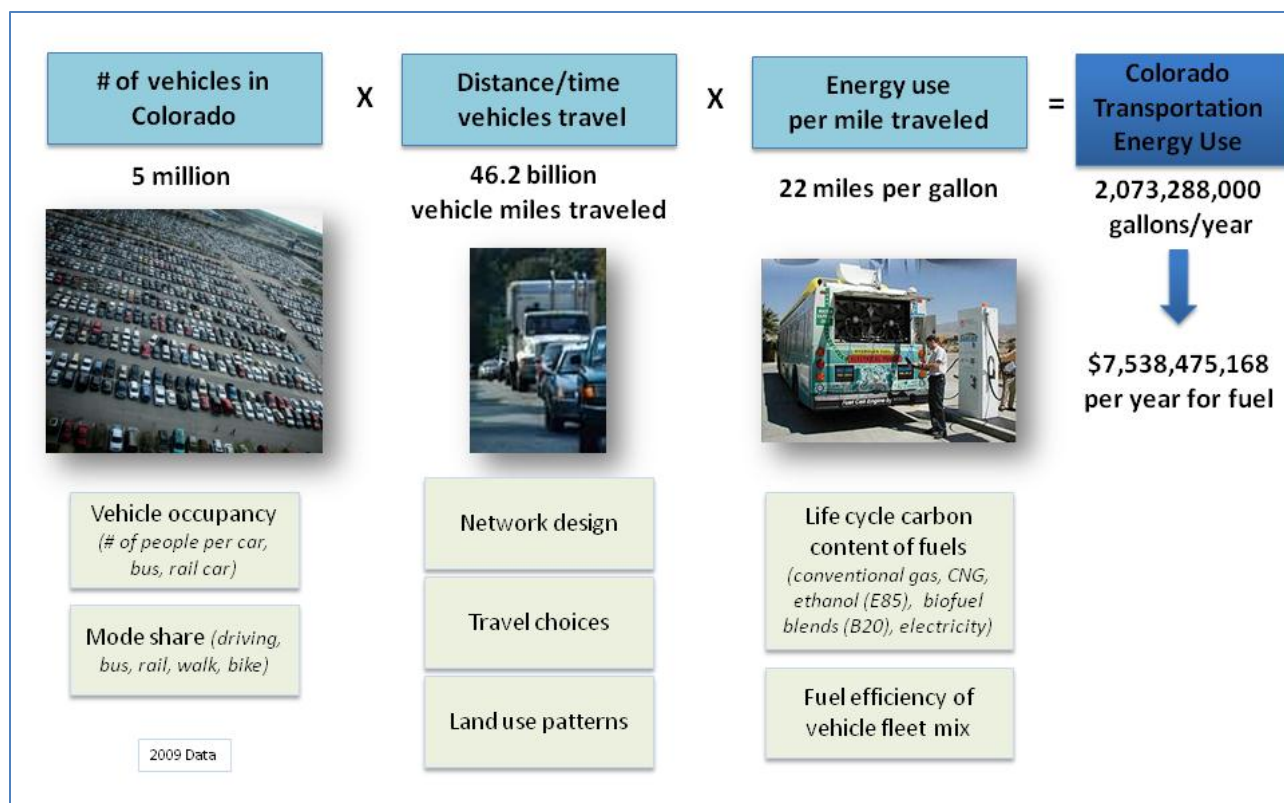 # of vehicles in
Colorado
X
Distance/time
vehicles travel
X
Energy use
per mile traveled
=
Colorado
Transportation
Energy Use
5 million
46.2 billion
vehicle miles traveled
22 miles per gallon
2,073,288,000
gallons/year
$7,538,475,168
per year for fuel
Vehicle occupancy
(# of people per car,
bus, rail car)
Mode share (driving,
bus, rail, walk, bike)
Network design
Travel choices
Land use patterns
Life cycle carbon
content of fuels
(conventional gas, CNG,
ethanol (E85), biofuel
blends (B20), electricity)
Fuel efficiency of
vehicle fleet mix
2009 Data